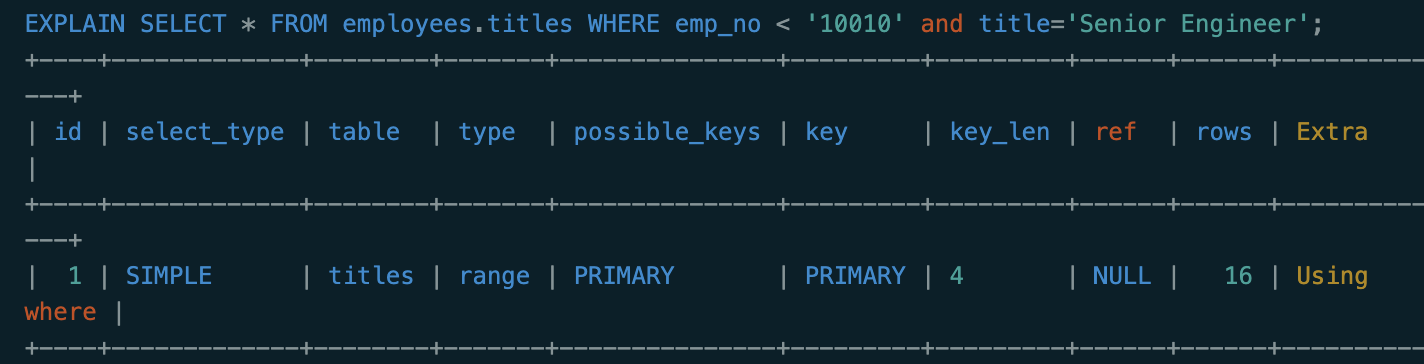 EXPLAIN SELECT * FROM employees.titles WHERE emp_no < '10010' and title='Senior Engineer';
+----+-------------+--------+-------+---------------+---------+---------+------+------+----------
---+
| id | select_type | table  | type  | possible_keys | key     | key_len | ref  | rows | Extra
|
+----+-------------+--------+-------+---------------+---------+---------+------+------+----------
---+
|  1 | SIMPLE      | titles | range | PRIMARY       | PRIMARY | 4       | NULL |   16 | Using
where |
+----+-------------+--------+-------+---------------+---------+---------+------+------+----------